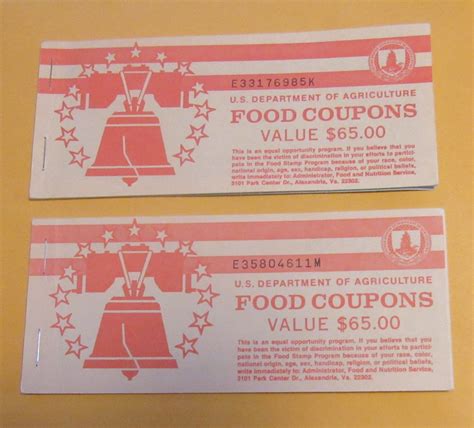 E33176985K
U.S. DEPARTMENT OF AGRICULTURE
FOOD COUPONS
VALUE $65.00
This is an equal opportunity program. If you believe that you
have been the victim of discrimination in your efforts to partici-
pate in the Food Stamp Program because of your race, color,
national origin, age, sex, handicap, religion, or political beliefs,
write immediately to: Administrator, Food and Nutrition Service,
3101 Park Center Dr., Alexandria, Va. 22302.
E35804611M
U.S. DEPARTMENT OF AGRICULTURE
FOOD COUPONS
VALUE $65.00
This is an equal opportunity program. If you believe that you
have been the victim of discrimination in your efforts to partici-
pate in the Food Stamp Program because of your race, color,
national origin, age, sex, handicap, religion or political beliefs,
write immediately to: Administrator, Food and Nutrition Service,
3101 Park Center Dr., Alexandria, Va. 22302.